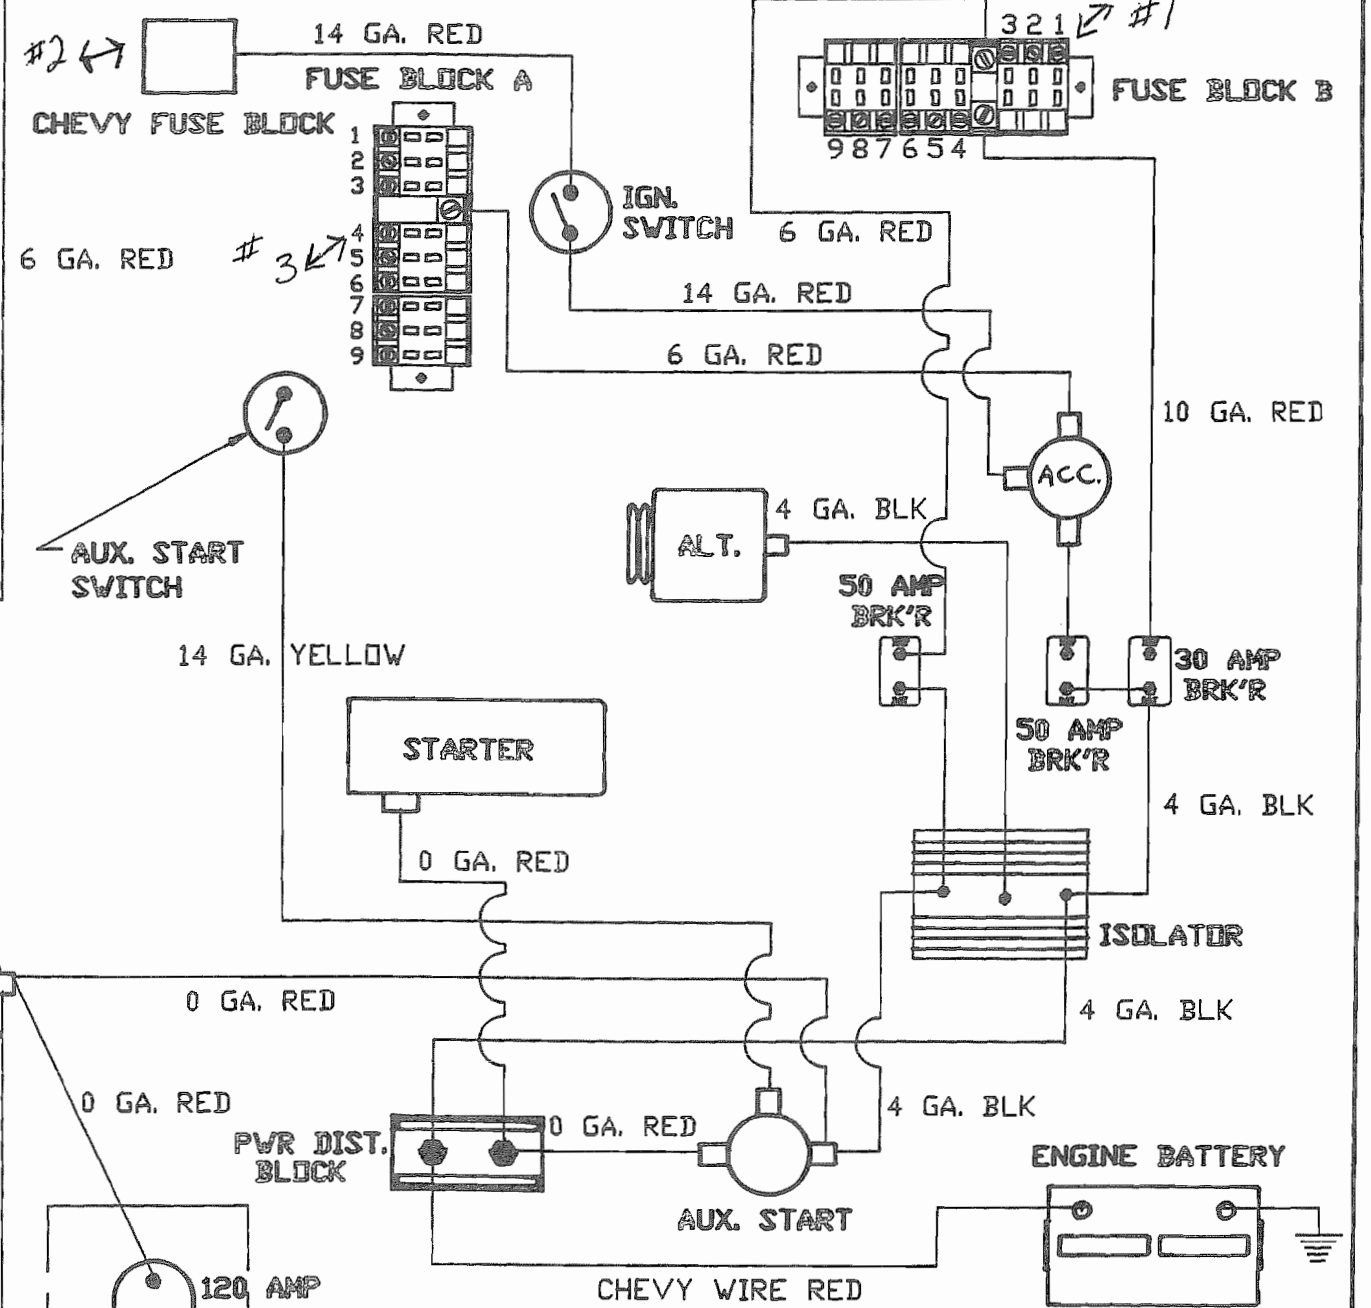 #2
14 GA. RED
FUSE BLOCK A
CHEVY FUSE BLOCK
3 2 1
#1
FUSE BLOCK B
9 8 7 6 5 4
1
2
3
4
5
6
7
8
9
IGN.
SWITCH
6 GA. RED
6 GA. RED
# 3
14 GA. RED
6 GA. RED
10 GA. RED
ACC.
4 GA. BLK
ALT.
AUX. START
SWITCH
50 AMP
BRK'R
14 GA. YELLOW
30 AMP
BRK'R
50 AMP
BRK'R
STARTER
4 GA. BLK
0 GA. RED
ISOLATOR
0 GA. RED
4 GA. BLK
0 GA. RED
4 GA. BLK
PWR DIST.
BLOCK
0 GA. RED
ENGINE BATTERY
AUX. START
120 AMP
CHEVY WIRE RED